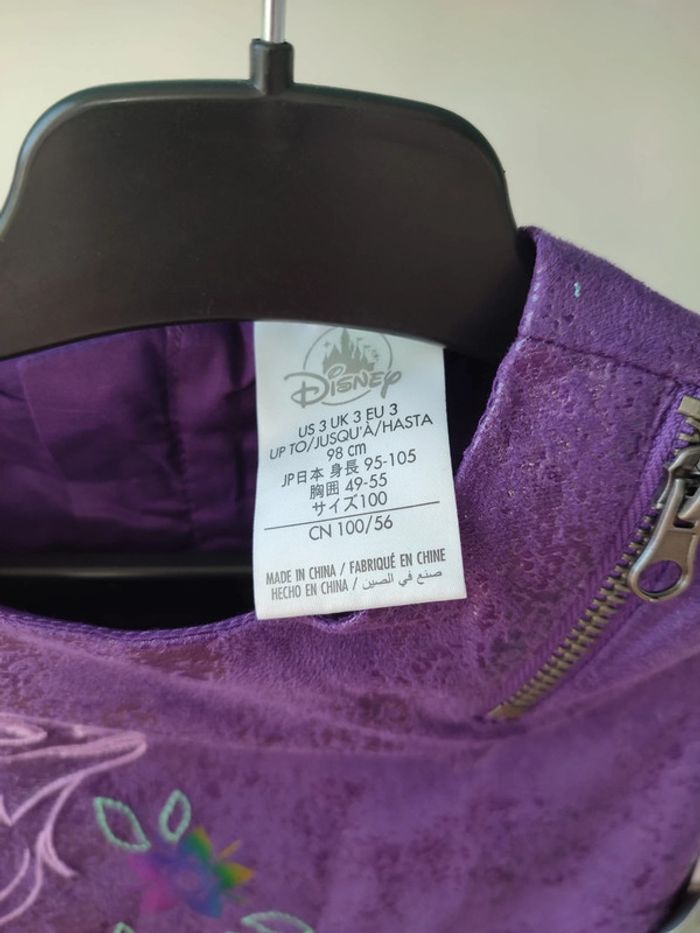 DISNEY
US 3 UK 3 EU 3
UP TO/JUSQU'À/HASTA
98 cm
JP日本 身長 95-105
胸囲 49-55
サイズ100
CN 100/56
MADE IN CHINA / FABRIQUÉ EN CHINE
HECHO EN CHINA / صنع في الصين